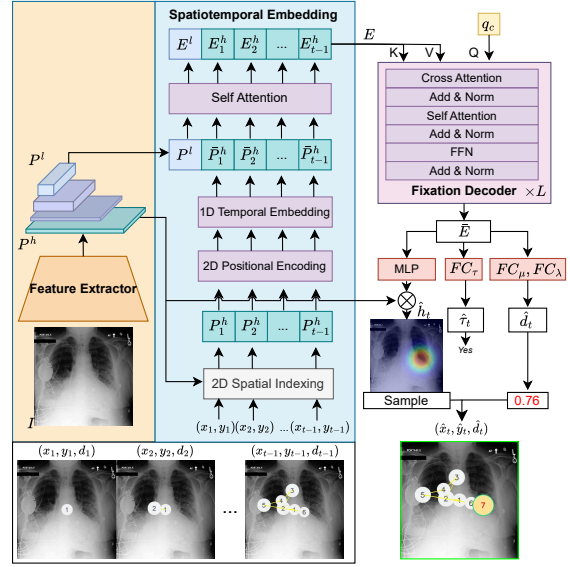 Spatiotemporal Embedding
E^l E_1^h E_2^h ... E_{t-1}^h
E
q_c
K V Q
Self Attention
Cross Attention
Add & Norm
Self Attention
Add & Norm
FFN
Add & Norm
Fixation Decoder ×L
P^l
P^l P̄_1^h P̄_2^h ... P̄_{t-1}^h
1D Temporal Embedding
2D Positional Encoding
P^h
Feature Extractor
Ē
MLP
FC_τ
FC_μ, FC_λ
P_1^h P_2^h ... P_{t-1}^h
ĥ_t
τ̂_t
d̂_t
Yes
2D Spatial Indexing
I
(x_1, y_1)(x_2, y_2) ...(x_{t-1}, y_{t-1})
Sample
0.76
(x̂_t, ŷ_t, d̂_t)
(x_1, y_1, d_1) (x_2, y_2, d_2) (x_{t-1}, y_{t-1}, d_{t-1})
1
2 1
...
3
4
5 2 1 6
3
4
5 2 1 6 7